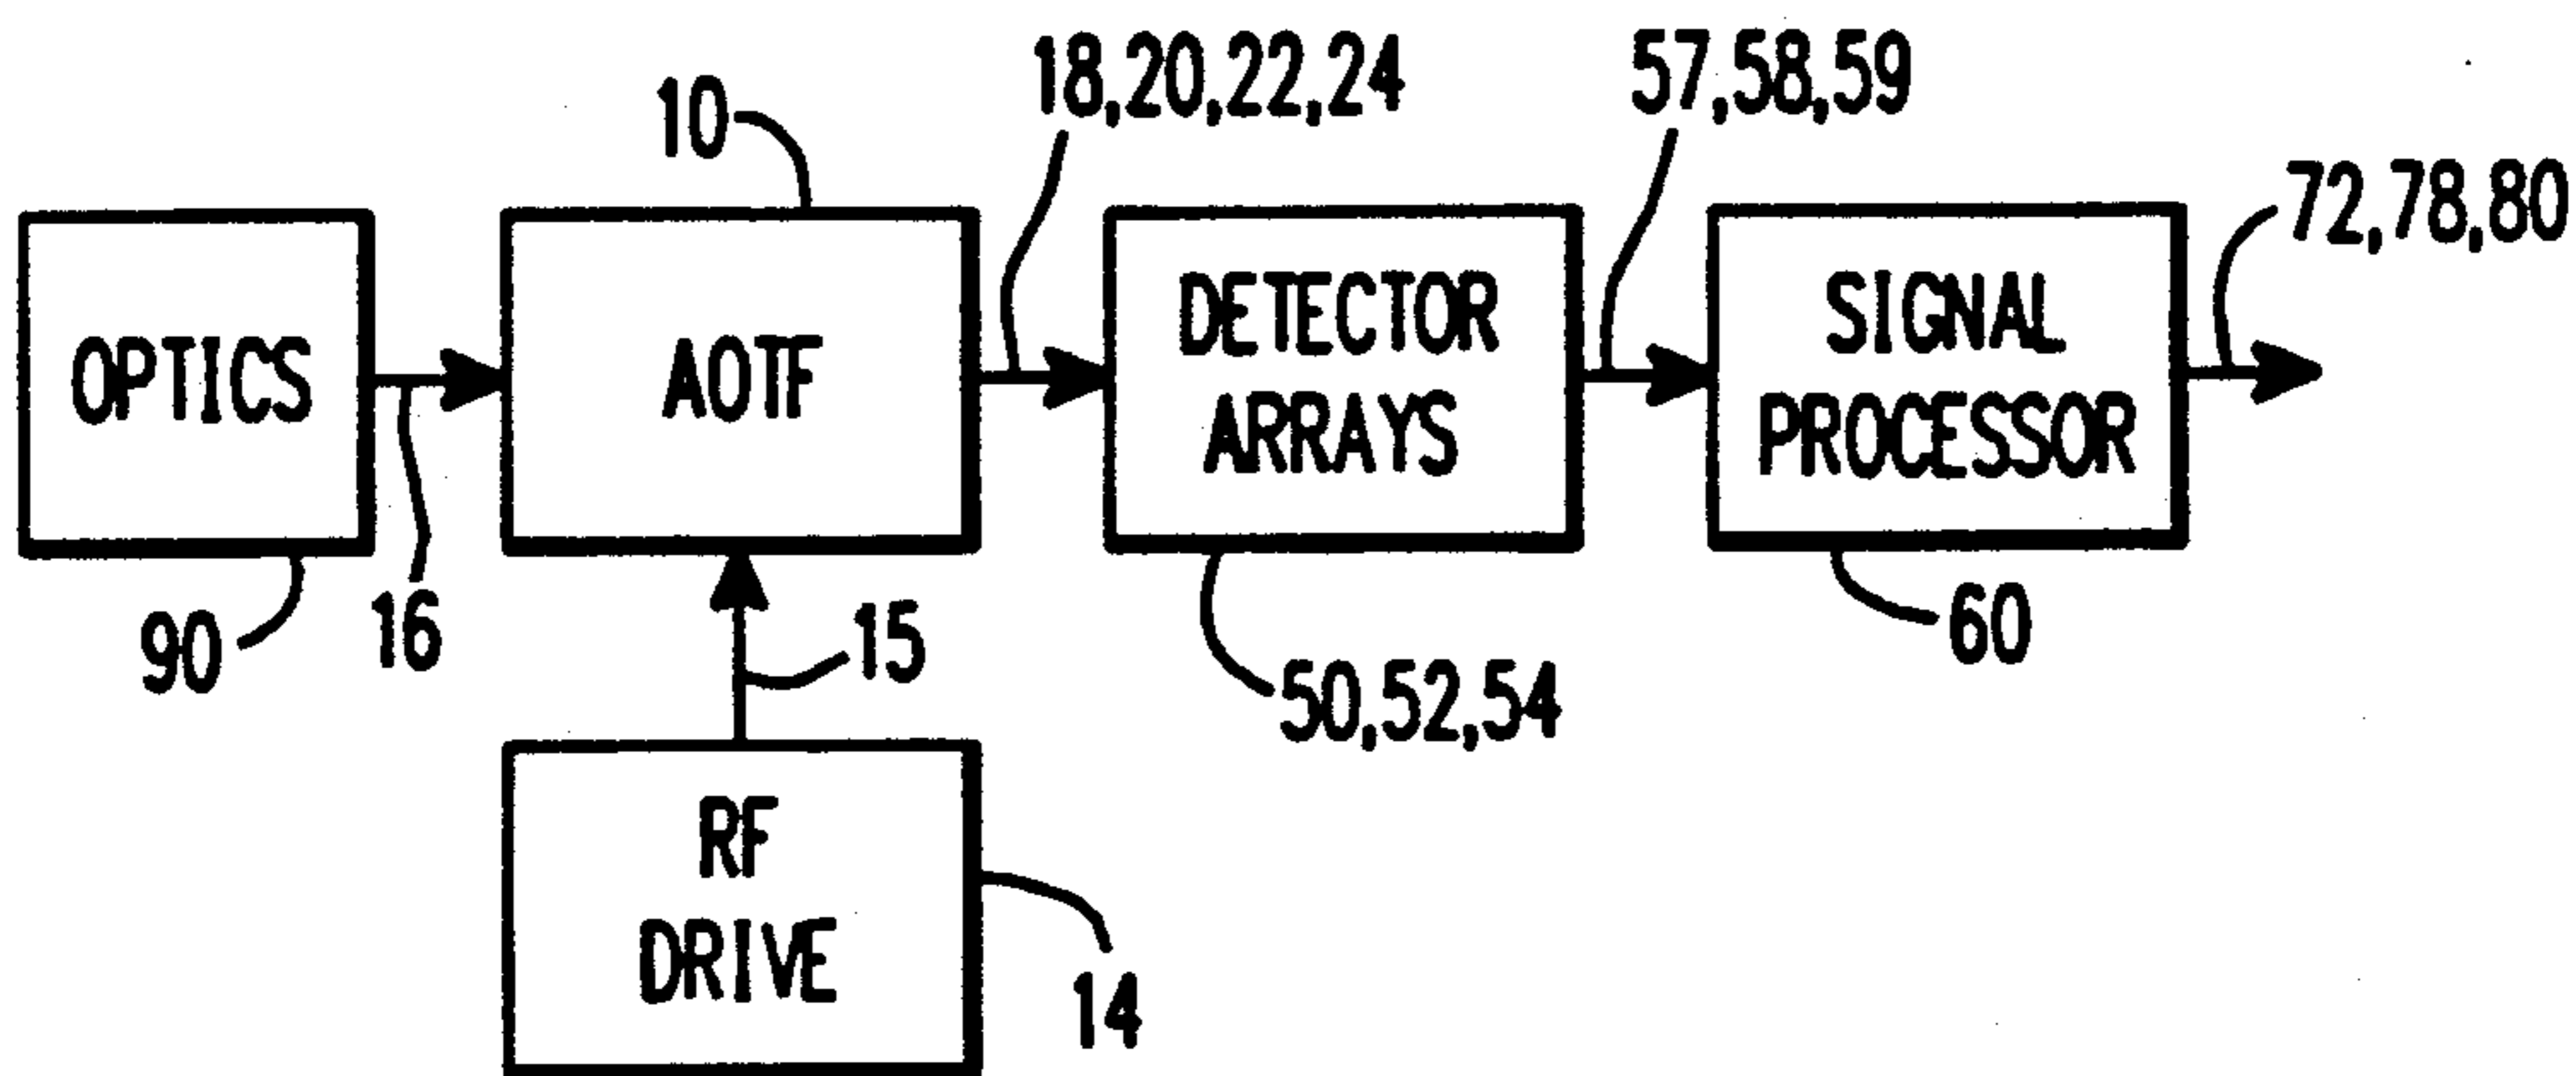 18,20,22,24
57,58,59
10
72,78,80
OPTICS
AOTF
DETECTOR
ARRAYS
SIGNAL
PROCESSOR
90
16
15
50,52,54
60
RF
DRIVE
14